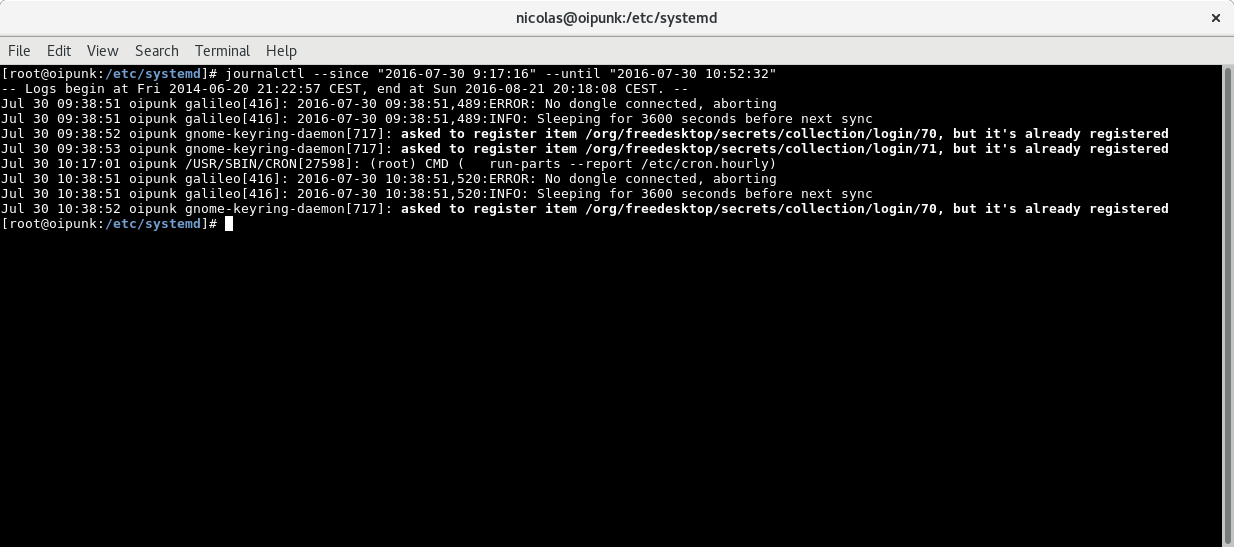 nicolas@oipunk:/etc/systemd ×
File Edit View Search Terminal Help
[root@oipunk:/etc/systemd]# journalctl --since "2016-07-30 9:17:16" --until "2016-07-30 10:52:32"
-- Logs begin at Fri 2014-06-20 21:22:57 CEST, end at Sun 2016-08-21 20:18:08 CEST. --
Jul 30 09:38:51 oipunk galileo[416]: 2016-07-30 09:38:51,489:ERROR: No dongle connected, aborting
Jul 30 09:38:51 oipunk galileo[416]: 2016-07-30 09:38:51,489:INFO: Sleeping for 3600 seconds before next sync
Jul 30 09:38:52 oipunk gnome-keyring-daemon[717]: asked to register item /org/freedesktop/secrets/collection/login/70, but it's already registered
Jul 30 09:38:53 oipunk gnome-keyring-daemon[717]: asked to register item /org/freedesktop/secrets/collection/login/71, but it's already registered
Jul 30 10:17:01 oipunk /USR/SBIN/CRON[27598]: (root) CMD (   run-parts --report /etc/cron.hourly)
Jul 30 10:38:51 oipunk galileo[416]: 2016-07-30 10:38:51,520:ERROR: No dongle connected, aborting
Jul 30 10:38:51 oipunk galileo[416]: 2016-07-30 10:38:51,520:INFO: Sleeping for 3600 seconds before next sync
Jul 30 10:38:52 oipunk gnome-keyring-daemon[717]: asked to register item /org/freedesktop/secrets/collection/login/70, but it's already registered
[root@oipunk:/etc/systemd]#